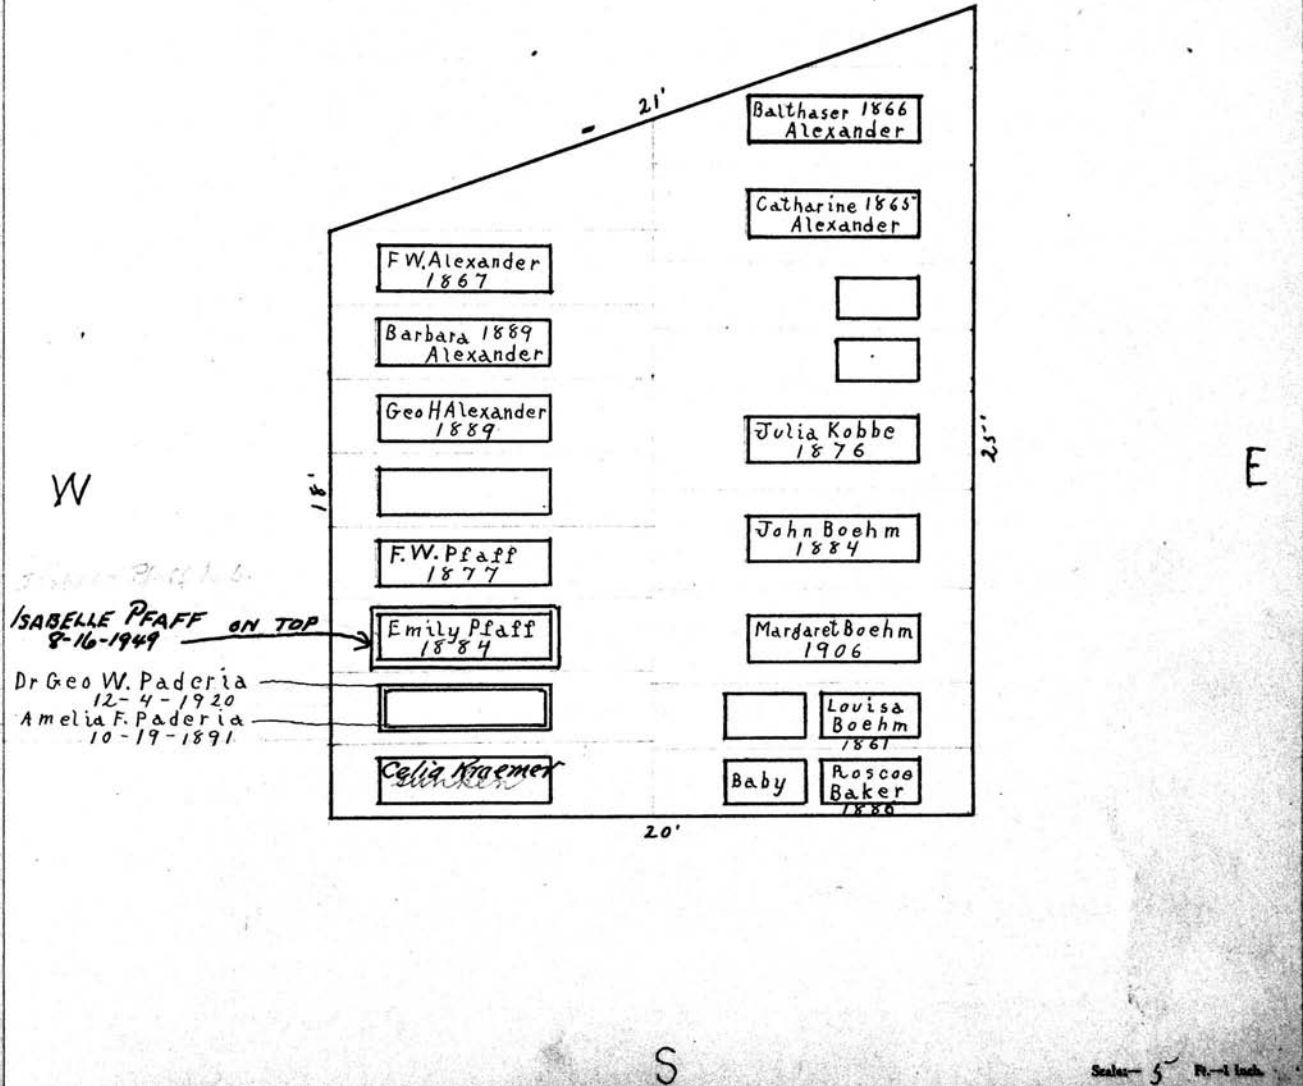 21'
Balthaser 1866
Alexander
Catharine 1865
Alexander
F.W. Alexander
1867
Barbara 1889
Alexander
Geo H Alexander
1889
Julia Kobbe
1876
25'
18'
W
E
John Boehm
1884
F.W. Pfaff
1877
ISABELLE PFAFF ON TOP
8-16-1949
Emily Pfaff
1884
Margaret Boehm
1906
Dr Geo W. Paderia
12-4-1920
Amelia F. Paderia
10-19-1891
Louisa
Boehm
1861
Celia Kraemer
sunken
Baby
Roscoe
Baker
1886
20'
S
Scale:— 5 Ft.—1 Inch.